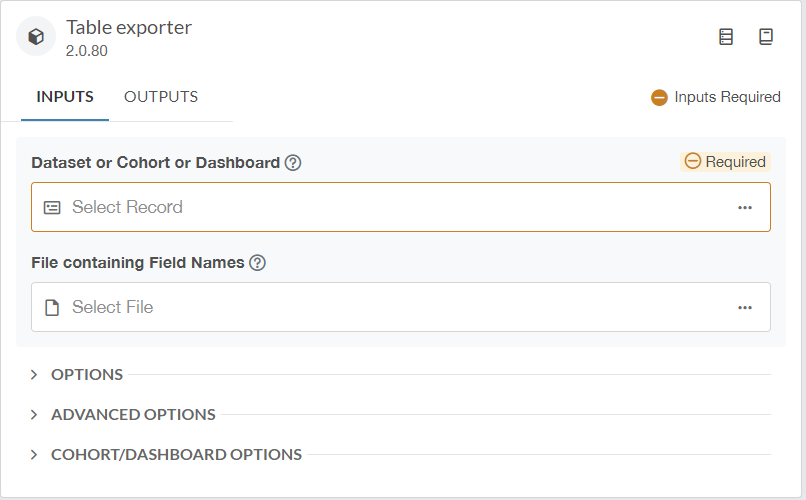 Table exporter
2.0.80
INPUTS OUTPUTS Inputs Required
Dataset or Cohort or Dashboard Required
Select Record
File containing Field Names
Select File
OPTIONS
ADVANCED OPTIONS
COHORT/DASHBOARD OPTIONS